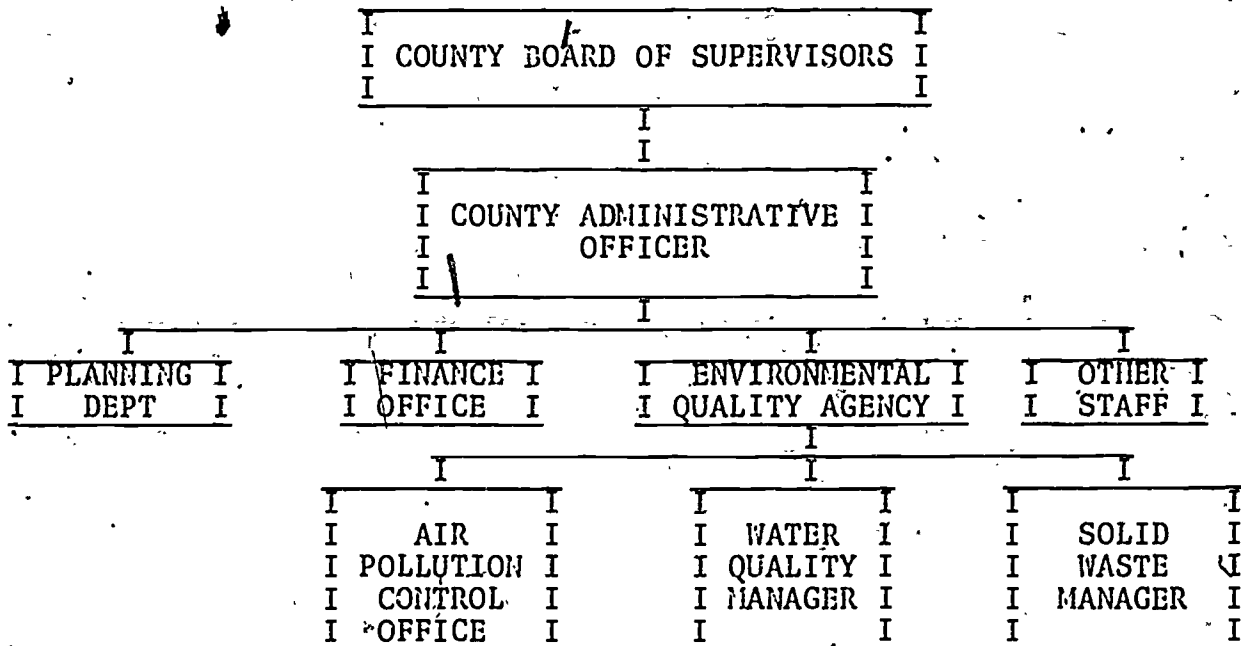 COUNTY BOARD OF SUPERVISORS
COUNTY ADMINISTRATIVE
OFFICER
PLANNING
DEPT
FINANCE
OFFICE
ENVIRONMENTAL
QUALITY AGENCY
OTHER
STAFF
AIR
POLLUTION
CONTROL
OFFICE
WATER
QUALITY
MANAGER
SOLID
WASTE
MANAGER